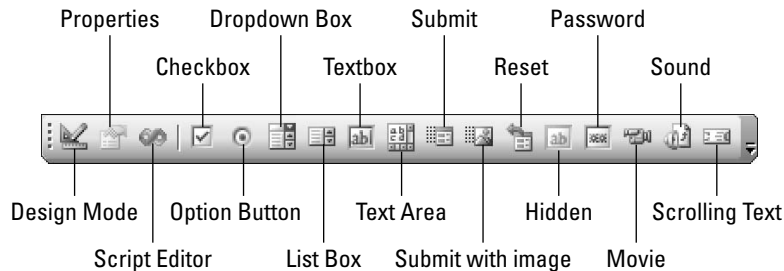 Properties Dropdown Box Submit Password
Checkbox Textbox Reset Sound
ab
Design Mode Option Button Text Area Hidden Scrolling Text
Script Editor List Box Submit with image Movie